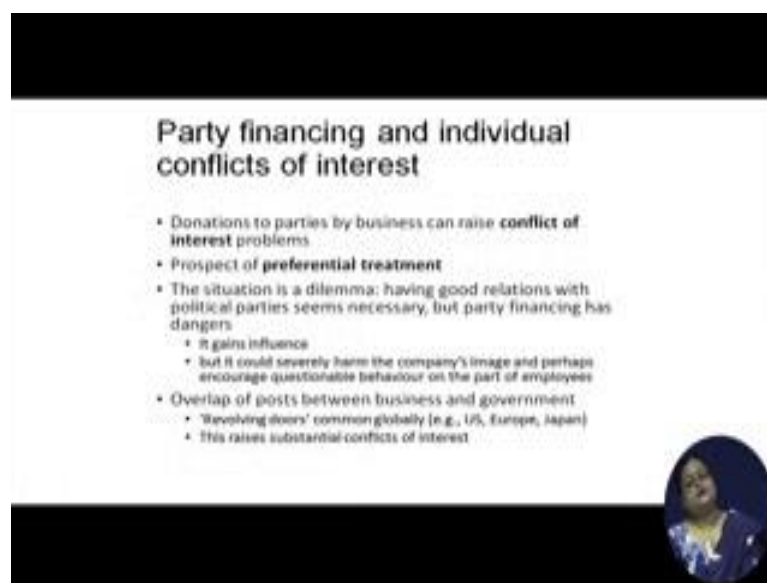 Party financing and individual
conflicts of interest
• Donations to parties by business can raise conflict of
interest problems
• Prospect of preferential treatment
• The situation is a dilemma: having good relations with
political parties seems necessary, but party financing has
dangers
• It gains influence
• but it could severely harm the company's image and perhaps
encourage questionable behaviour on the part of employees
• Overlap of posts between business and government
• 'Revolving doors' common globally (e.g., US, Europe, Japan)
• This raises substantial conflicts of interest